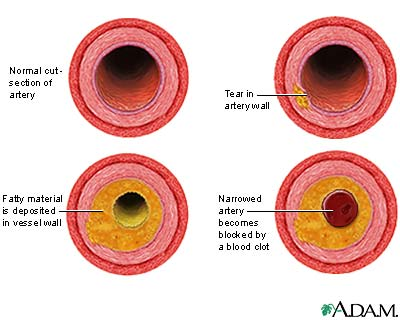 Normal cut-
section of
artery
Tear in
artery wall
Fatty material
is deposited
in vessel wall
Narrowed
artery
becomes
blocked by
a blood clot
ADAM.